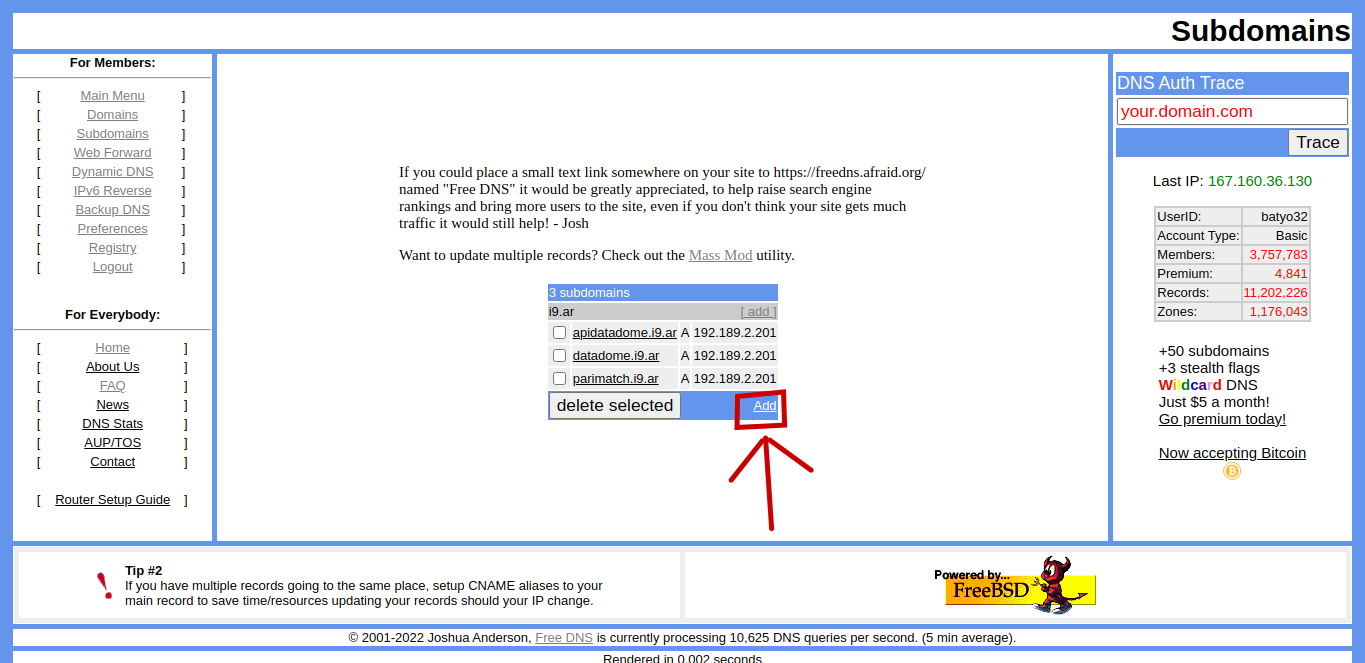 Subdomains
For Members:
[ Main Menu ]
[ Domains ]
[ Subdomains ]
[ Web Forward ]
[ Dynamic DNS ]
[ IPv6 Reverse ]
[ Backup DNS ]
[ Preferences ]
[ Registry ]
[ Logout ]
For Everybody:
[ Home ]
[ About Us ]
[ FAQ ]
[ News ]
[ DNS Stats ]
[ AUP/TOS ]
[ Contact ]
[ Router Setup Guide ]
If you could place a small text link somewhere on your site to https://freedns.afraid.org/
named "Free DNS" it would be greatly appreciated, to help raise search engine
rankings and bring more users to the site, even if you don't think your site gets much
traffic it would still help! - Josh
Want to update multiple records? Check out the Mass Mod utility.
3 subdomains
i9.ar [ add ]
apidatadome.i9.ar A 192.189.2.201
datadome.i9.ar A 192.189.2.201
parimatch.i9.ar A 192.189.2.201
delete selected Add
DNS Auth Trace
your.domain.com
Trace
Last IP: 167.160.36.130
UserID: batyo32
Account Type: Basic
Members: 3,757,783
Premium: 4,841
Records: 11,202,226
Zones: 1,176,043
+50 subdomains
+3 stealth flags
Wildcard DNS
Just $5 a month!
Go premium today!
Now accepting Bitcoin
Tip #2
If you have multiple records going to the same place, setup CNAME aliases to your
main record to save time/resources updating your records should your IP change.
Powered by...
FreeBSD
© 2001-2022 Joshua Anderson, Free DNS is currently processing 10,625 DNS queries per second. (5 min average).
Rendered in 0.002 seconds